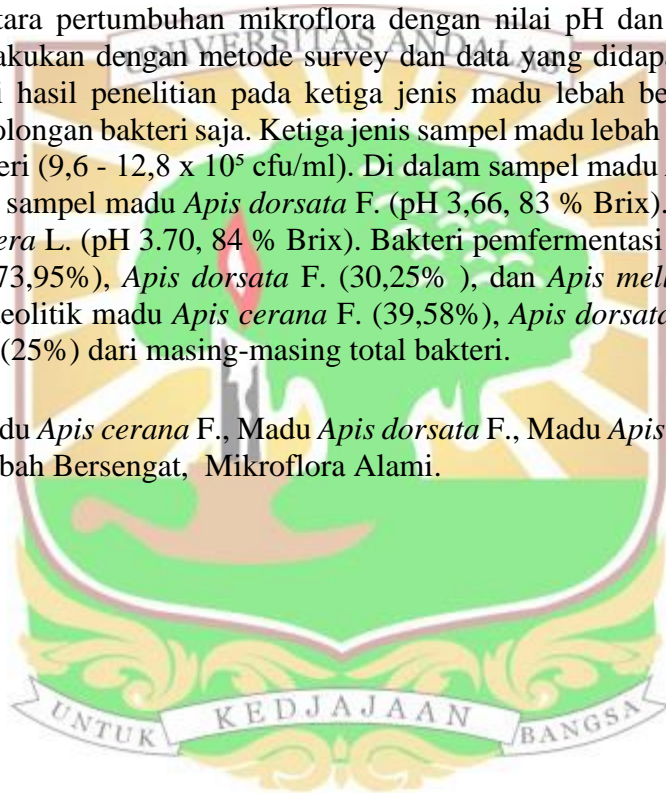 tara pertumbuhan mikroflora dengan nilai pH dan
akukan dengan metode survey dan data yang didapa
i hasil penelitian pada ketiga jenis madu lebah be
olongan bakteri saja. Ketiga jenis sampel madu lebah
eri (9,6 - 12,8 x 10⁵ cfu/ml). Di dalam sampel madu
sampel madu Apis dorsata F. (pH 3,66, 83 % Brix).
era L. (pH 3.70, 84 % Brix). Bakteri pemfermentasi
73,95%), Apis dorsata F. (30,25% ), dan Apis mell
eolitik madu Apis cerana F. (39,58%), Apis dorsata
(25%) dari masing-masing total bakteri.
du Apis cerana F., Madu Apis dorsata F., Madu Apis
bah Bersengat, Mikroflora Alami.
UNIVERSITAS ANDALAS
UNTUK KEDJAJAAN BANGSA